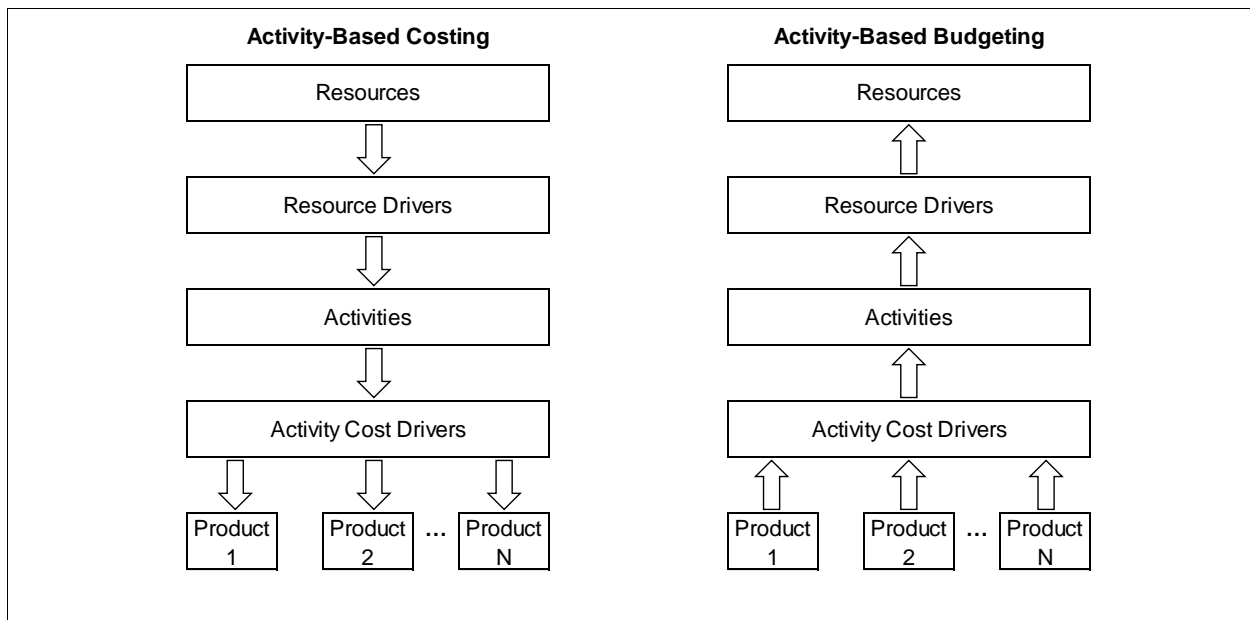 Activity-Based Costing
Resources
Resource Drivers
Activities
Activity Cost Drivers
Product
1
Product
2
...
Product
N
Activity-Based Budgeting
Resources
Resource Drivers
Activities
Activity Cost Drivers
Product
1
Product
2
...
Product
N